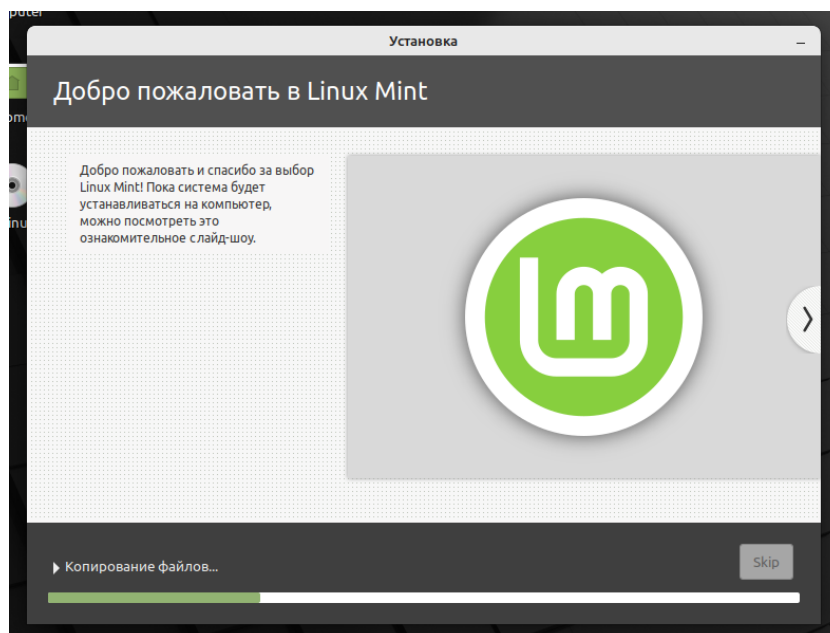 Установка
Добро пожаловать в Linux Mint
Добро пожаловать и спасибо за выбор
Linux Mint! Пока система будет
устанавливаться на компьютер,
можно посмотреть это
ознакомительное слайд-шоу.
Копирование файлов...
Skip